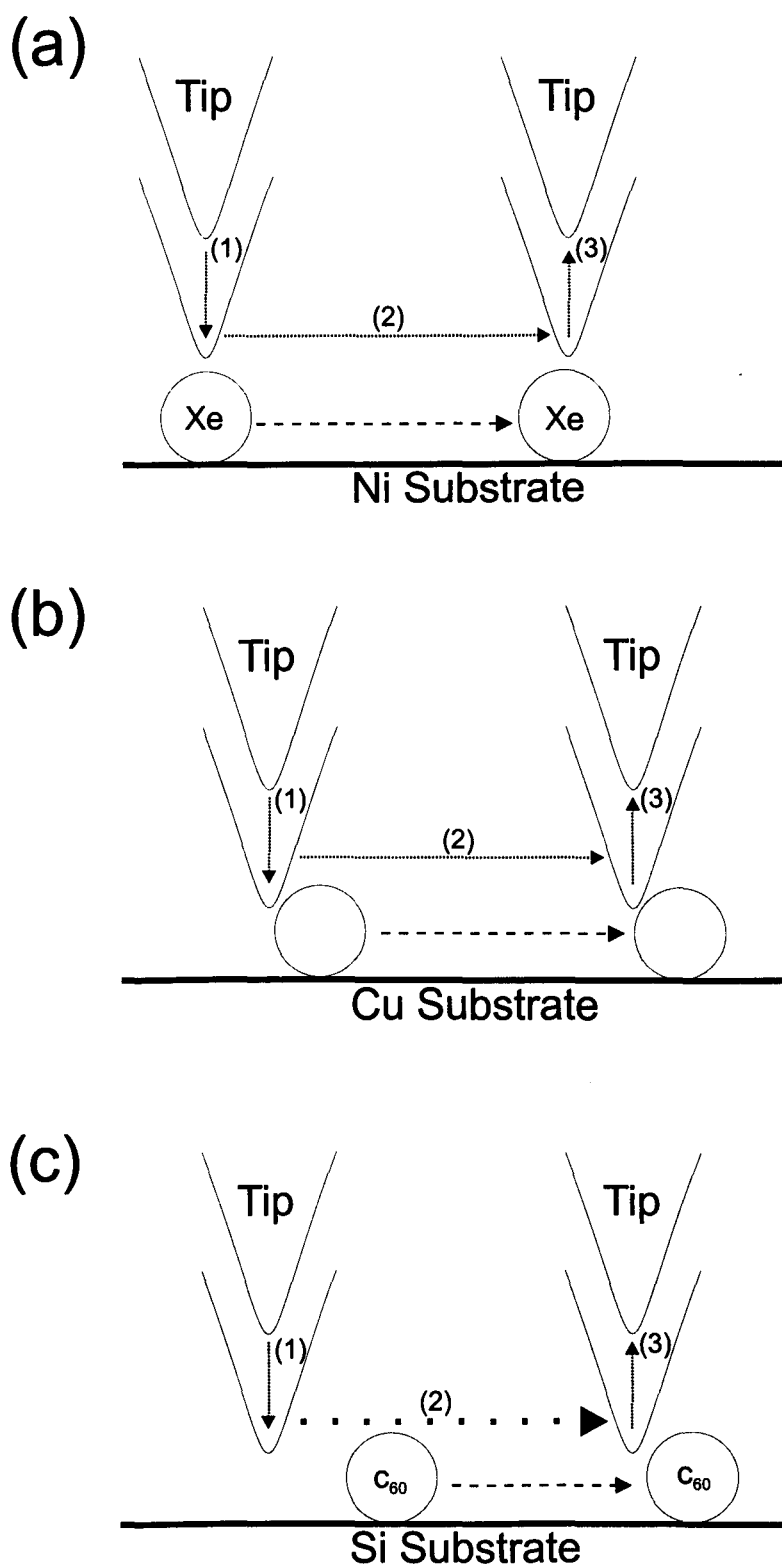 (a)
Tip Tip
(1) (3)
(2)
Xe Xe
Ni Substrate
(b)
Tip Tip
(1) (3)
(2)
Cu Substrate
(c)
Tip Tip
(1) (3)
(2)
C₆₀ C₆₀
Si Substrate